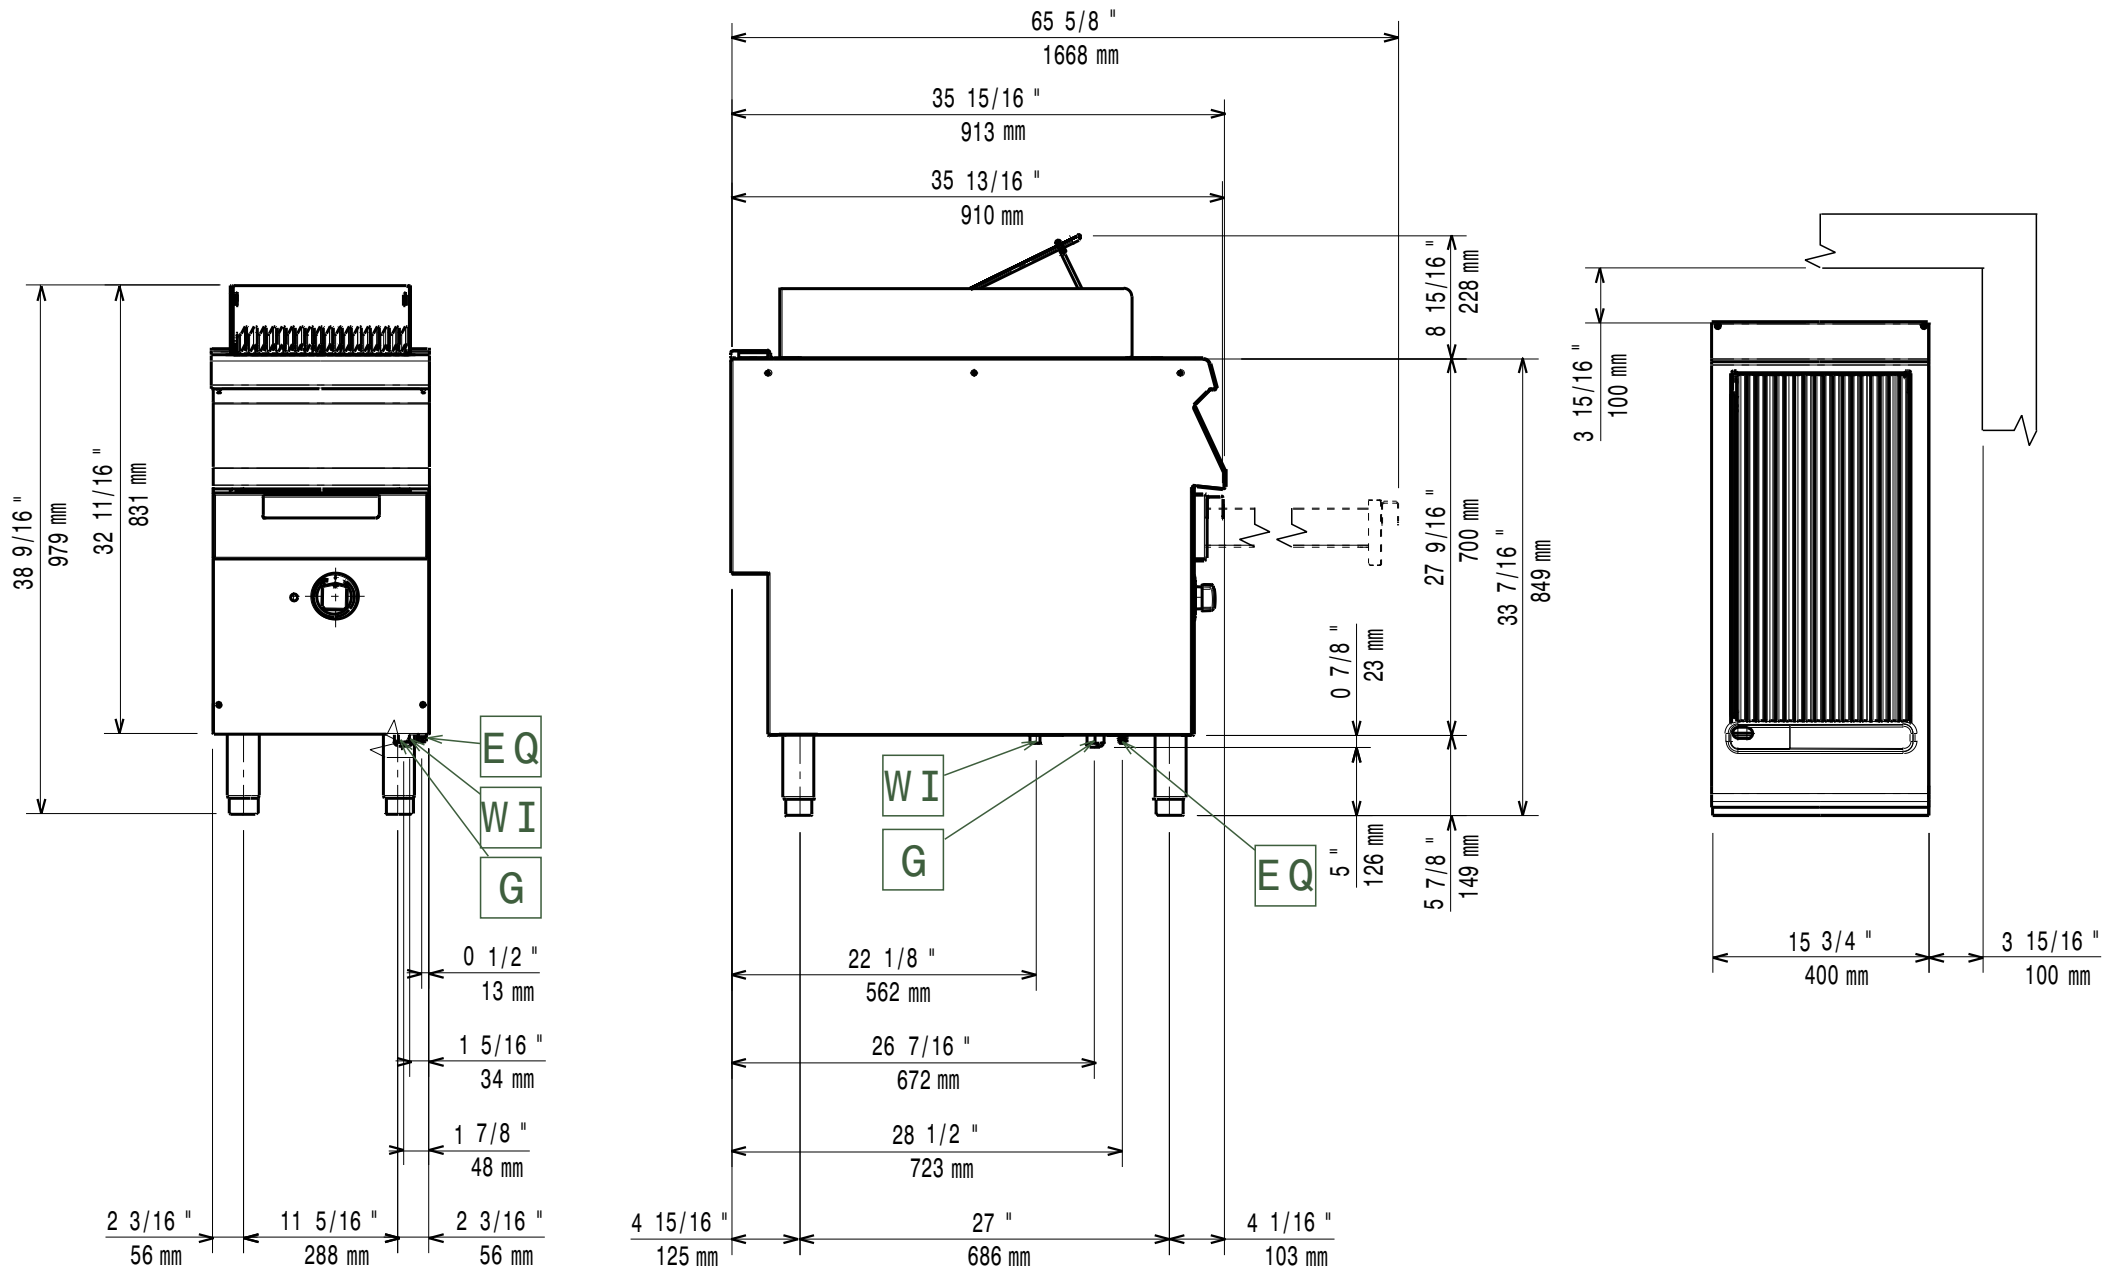 65 5/8 "
1668 mm
35 15/16 "
913 mm
35 13/16 "
910 mm
8 15/16 "
228 mm
3 15/16 "
100 mm
38 9/16 "
979 mm
32 11/16 "
831 mm
27 9/16 "
700 mm
33 7/16 "
849 mm
0 7/8 "
23 mm
5 "
126 mm
5 7/8 "
149 mm
EQ
WI
G
WI
G
EQ
0 1/2 "
13 mm
1 5/16 "
34 mm
1 7/8 "
48 mm
2 3/16 "
56 mm
11 5/16 "
288 mm
2 3/16 "
56 mm
22 1/8 "
562 mm
26 7/16 "
672 mm
28 1/2 "
723 mm
4 15/16 "
125 mm
27 "
686 mm
4 1/16 "
103 mm
15 3/4 "
400 mm
3 15/16 "
100 mm